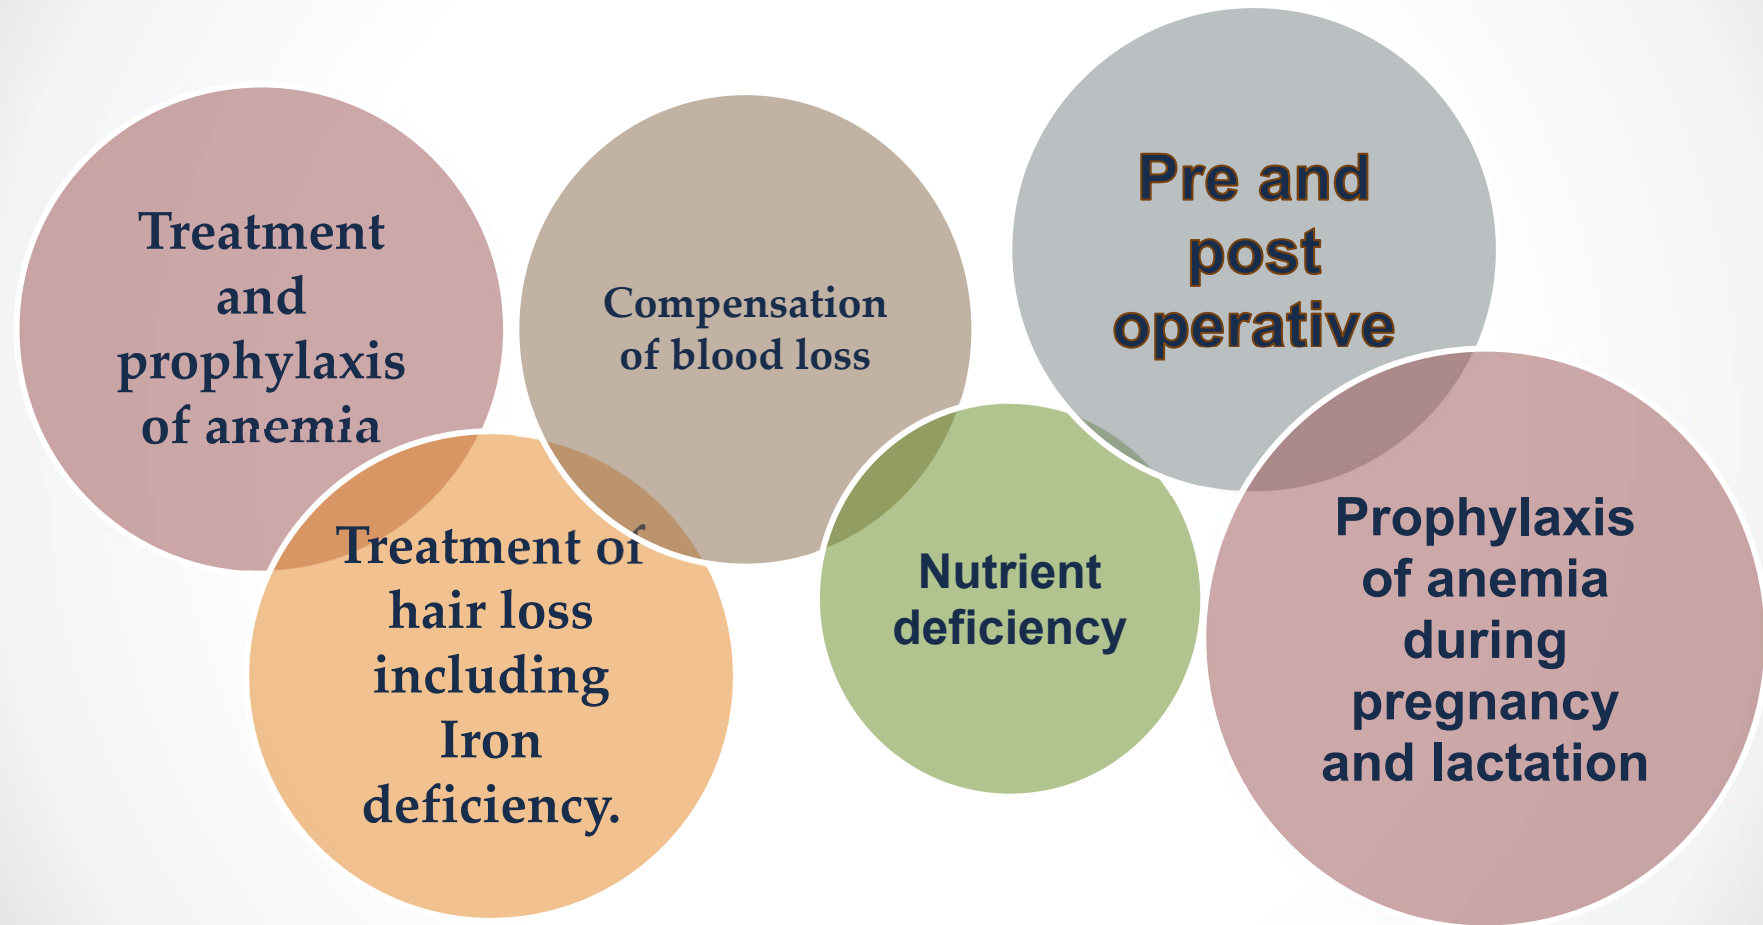 Treatment
and
prophylaxis
of anemia
Treatment of
hair loss
including
Iron
deficiency.
Compensation
of blood loss
Nutrient
deficiency
Pre and
post
operative
Prophylaxis
of anemia
during
pregnancy
and lactation